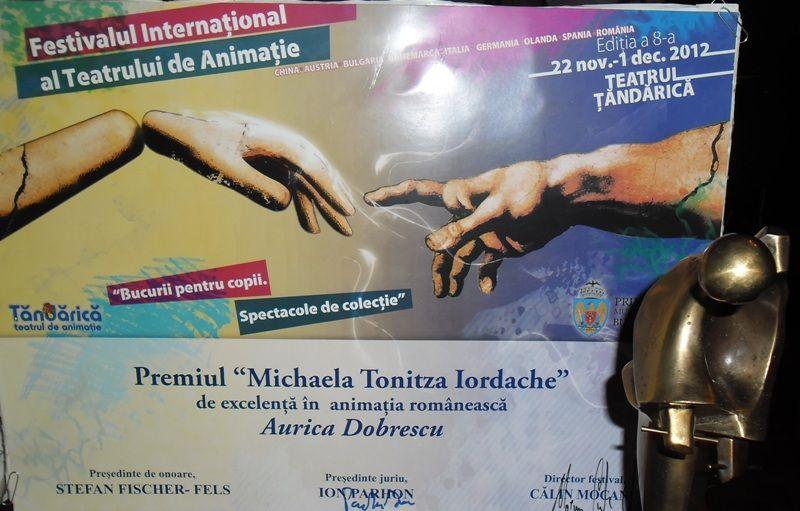 Festivalul Internațional
al Teatrului de Animație
CHINA AUSTRIA BULGARIA DANEMARCA ITALIA GERMANIA OLANDA SPANIA ROMÂNIA
Ediția a 8-a
22 nov.-1 dec. 2012
TEATRUL
ȚĂNDĂRICĂ
"Bucurii pentru copii.
Spectacole de colecție"
Țăndărică
teatrul de animație
Premiul "Michaela Tonitza Iordache"
de excelență în animația românească
Aurica Dobrescu
Președinte de onoare,
STEFAN FISCHER- FELS
Președinte juriu,
ION PARHON
Director festival,
CĂLIN MOCAN